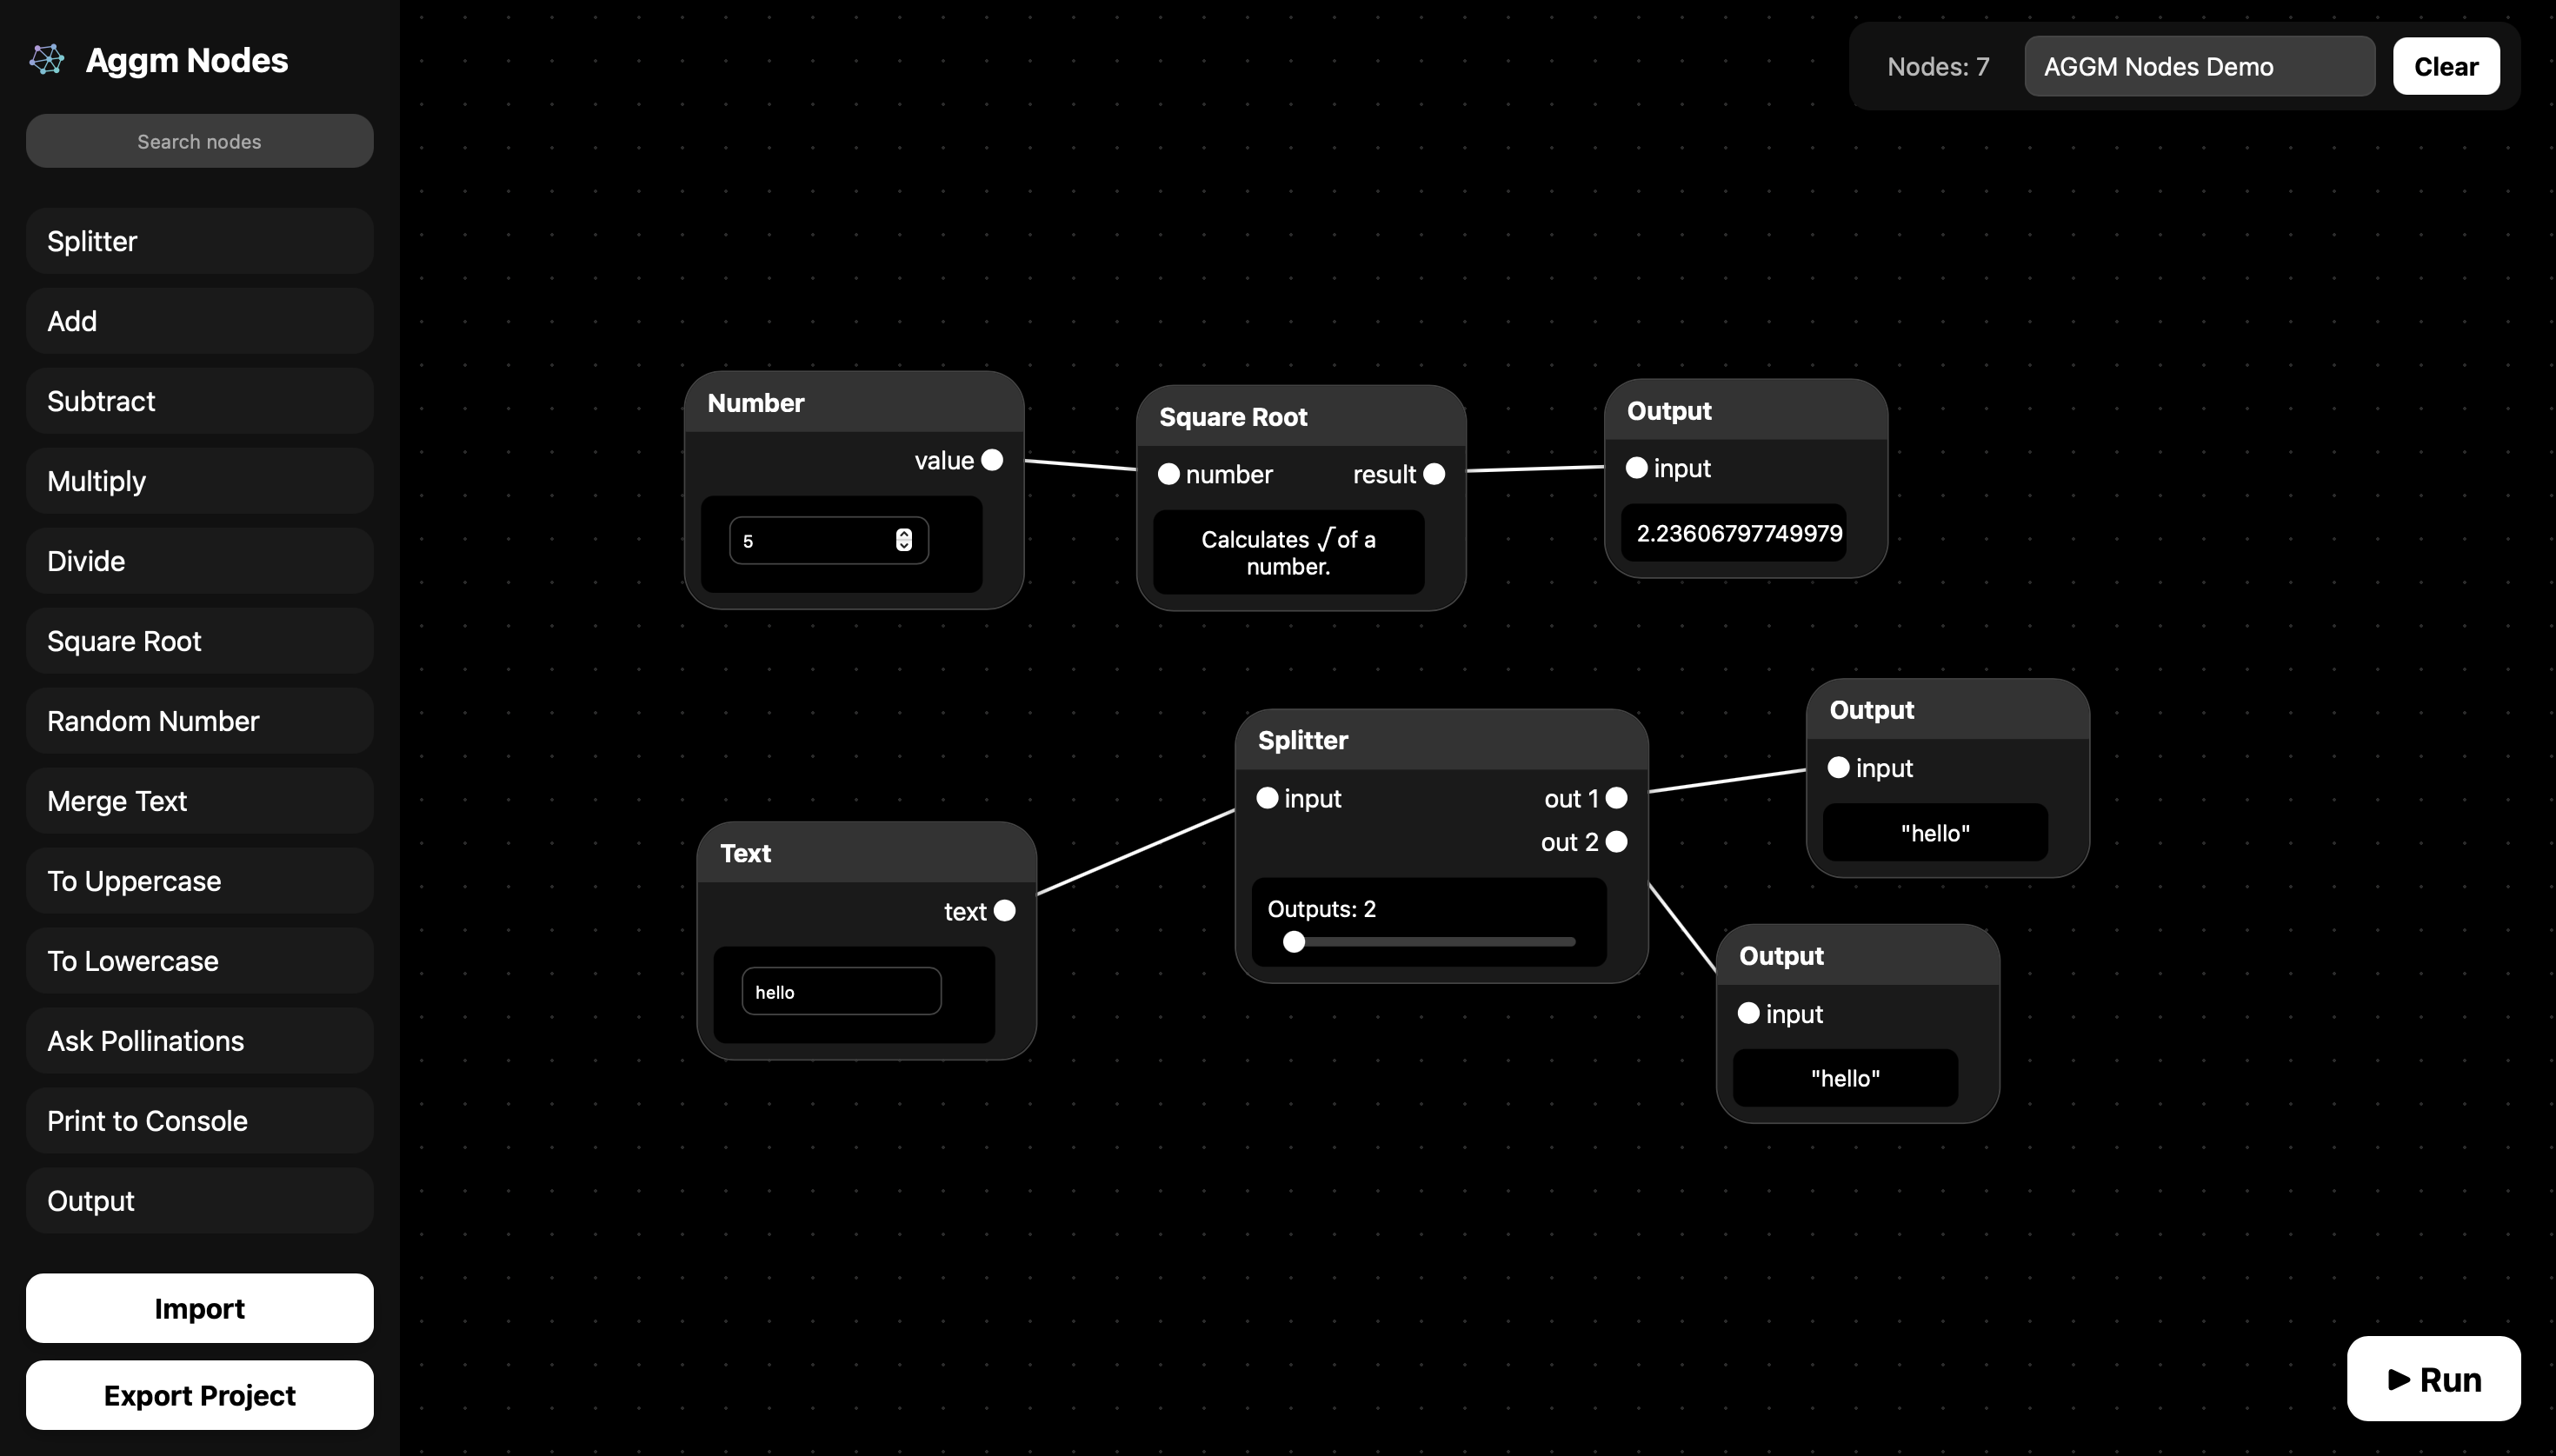 Aggm Nodes
Search nodes
Splitter
Add
Subtract
Multiply
Divide
Square Root
Random Number
Merge Text
To Uppercase
To Lowercase
Ask Pollinations
Print to Console
Output
Import
Export Project
Nodes: 7
AGGM Nodes Demo
Clear
Number
value
5
Square Root
number result
Calculates √ of a
number.
Output
input
2.23606797749979
Text
text
hello
Splitter
input out 1
out 2
Outputs: 2
Output
input
"hello"
Output
input
"hello"
Run